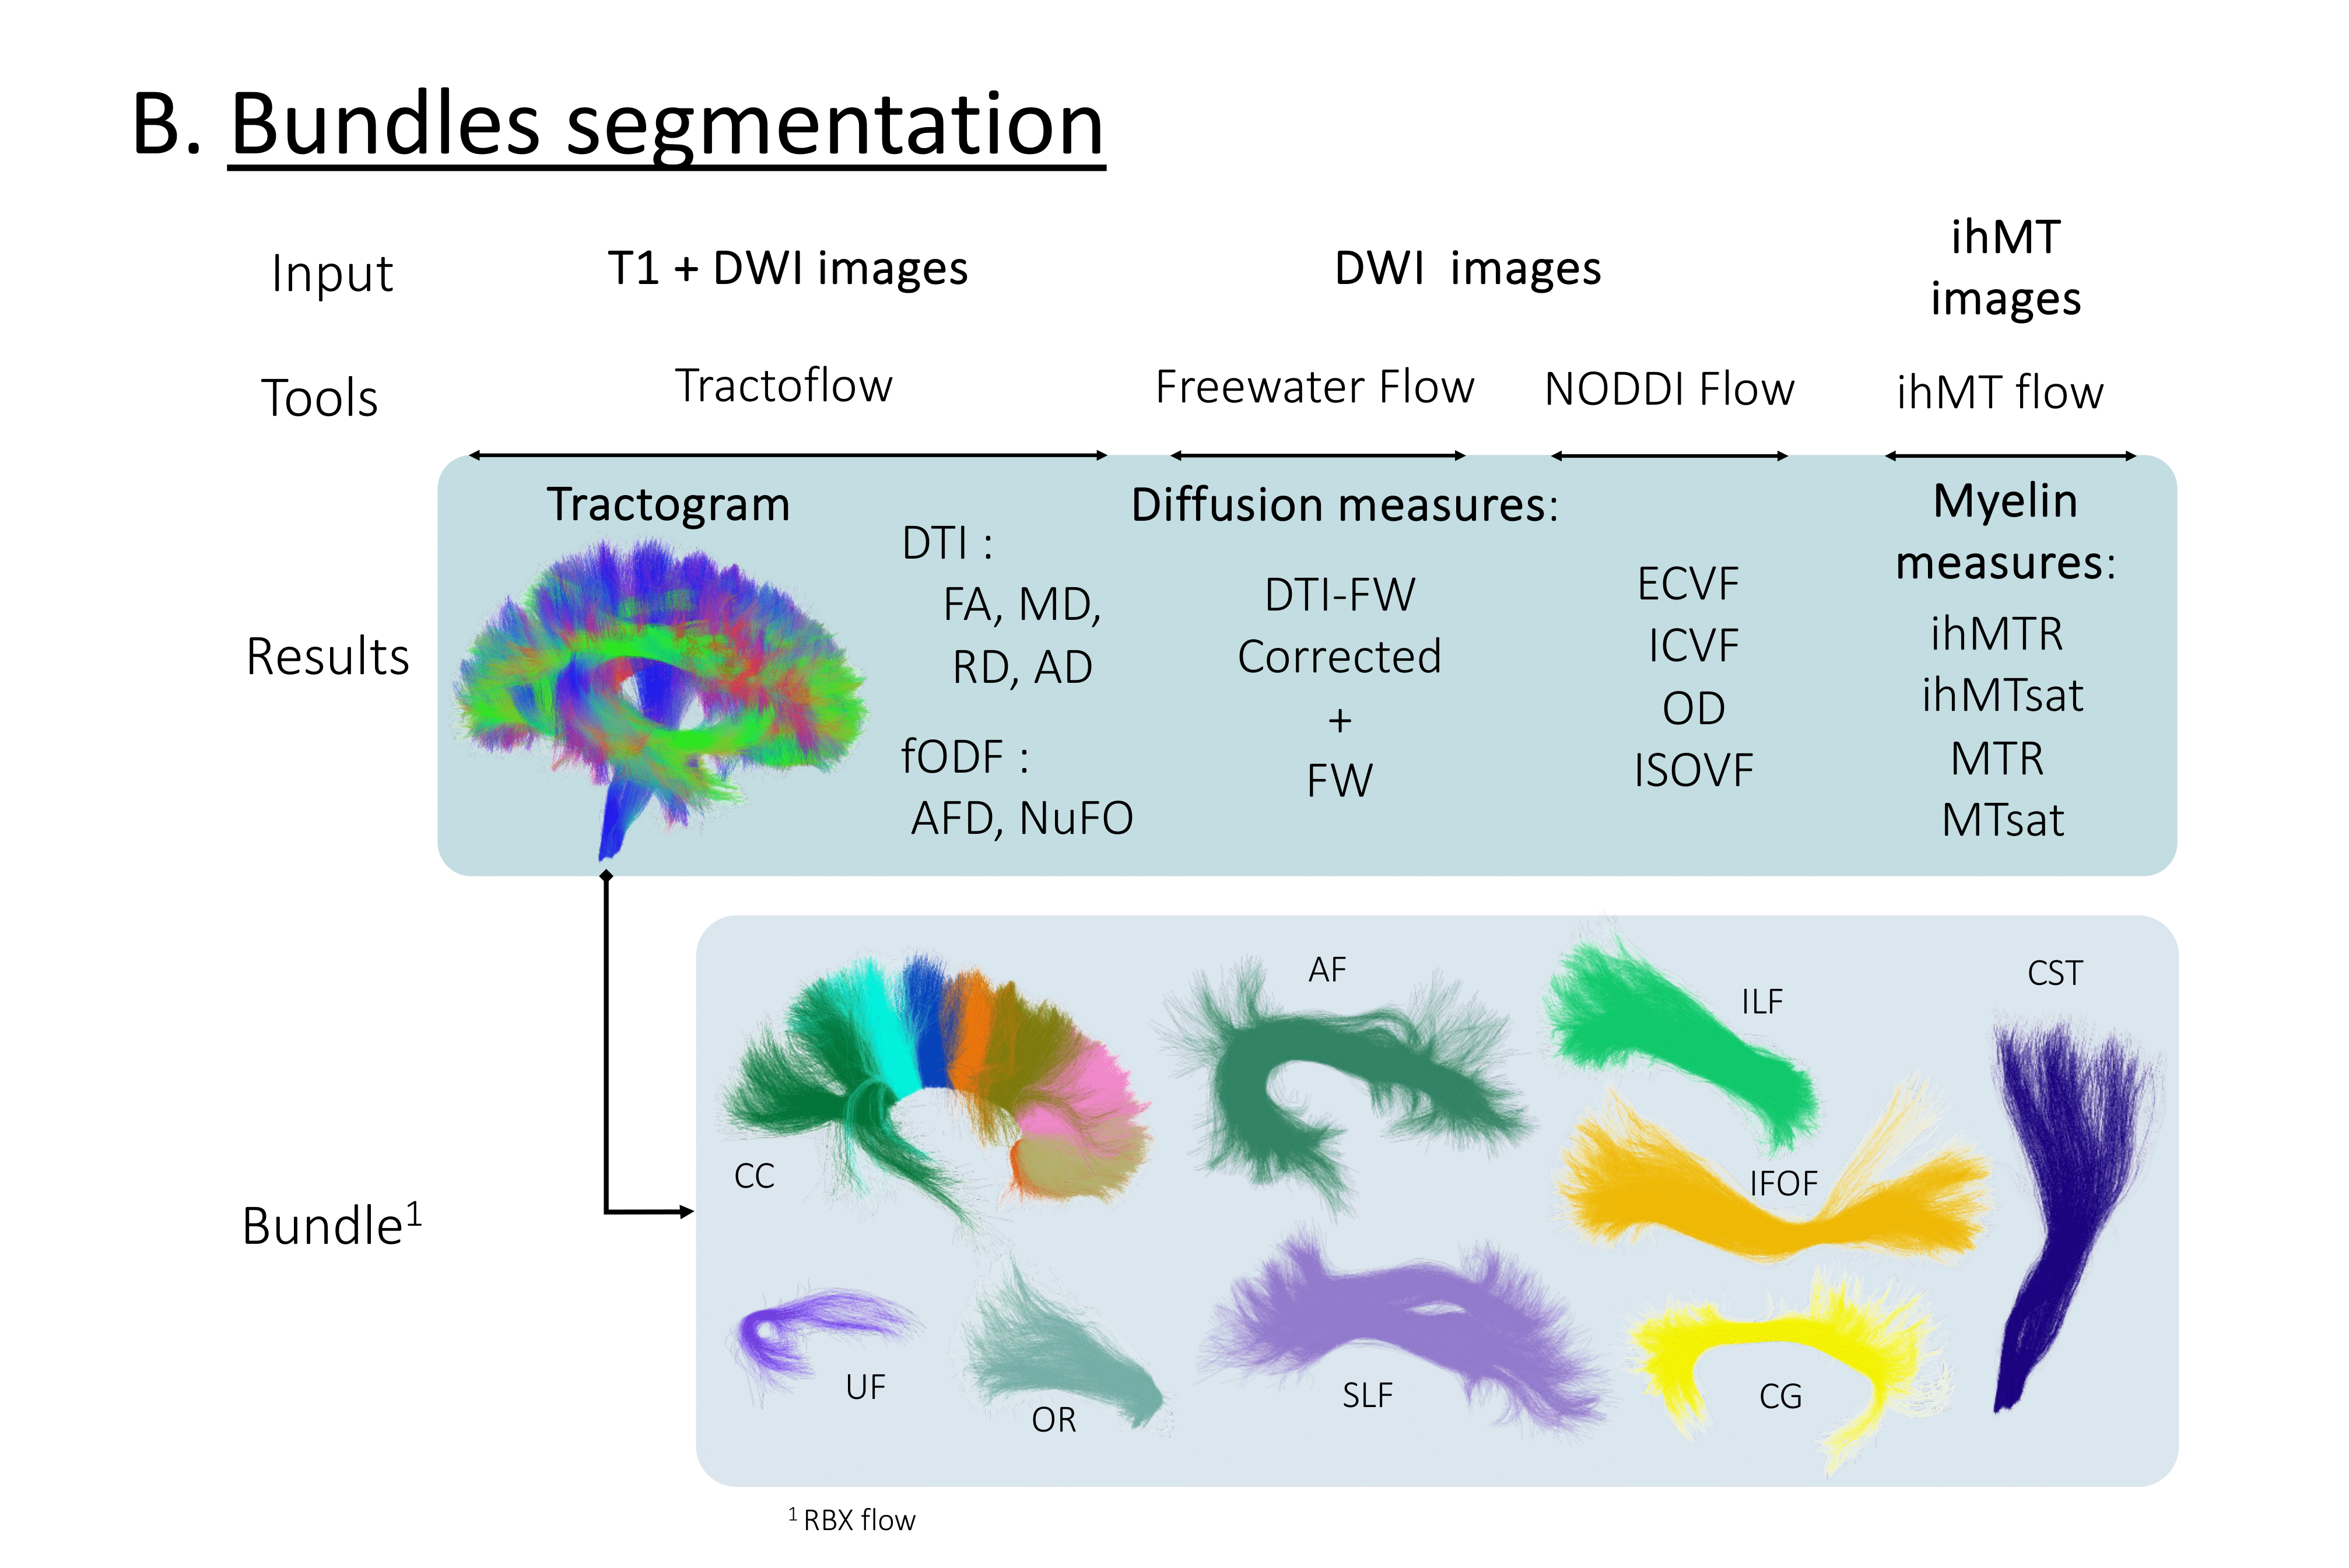 B. Bundles segmentation
Input
T1 + DWI images
DWI  images
ihMT
images
Tools
Tractoflow
Freewater Flow
NODDI Flow
ihMT flow
Results
Tractogram
DTI :
FA, MD,
RD, AD
fODF :
AFD, NuFO
Diffusion measures:
DTI-FW
Corrected
+
FW
ECVF
ICVF
OD
ISOVF
Myelin
measures:
ihMTR
ihMTsat
MTR
MTsat
Bundle¹
CC
AF
ILF
CST
IFOF
UF
OR
SLF
CG
¹ RBX flow